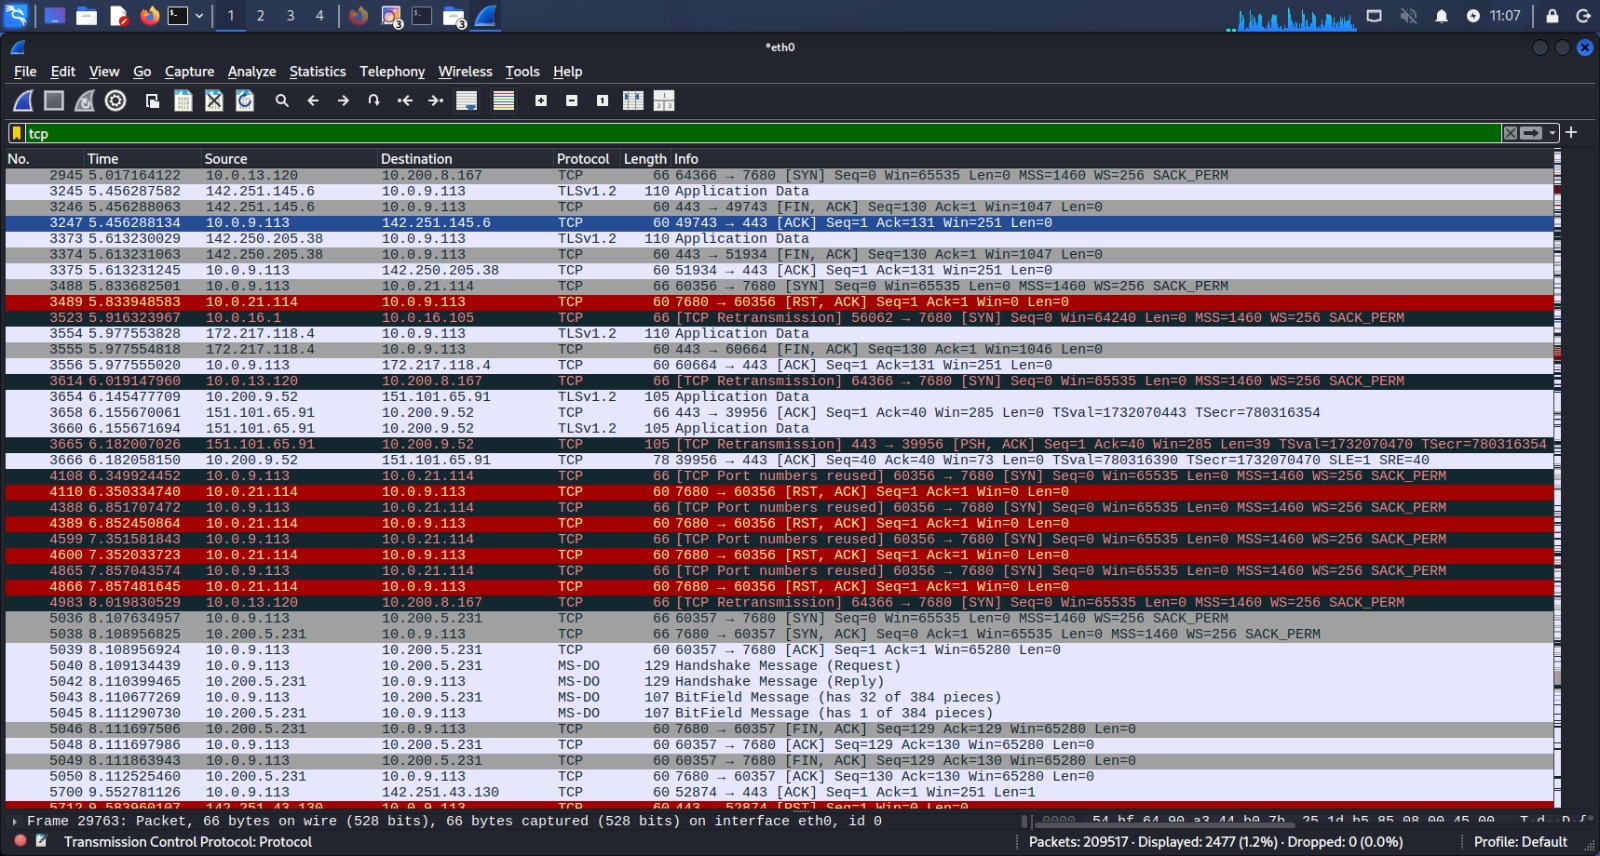 1 2 3 4 3 3 11:07
*eth0
File Edit View Go Capture Analyze Statistics Telephony Wireless Tools Help
tcp
No. Time Source Destination Protocol Length Info
2945 5.017164122 10.0.13.120 10.200.8.167 TCP 66 64366 → 7680 [SYN] Seq=0 Win=65535 Len=0 MSS=1460 WS=256 SACK_PERM
3245 5.456287582 142.251.145.6 10.0.9.113 TLSv1.2 110 Application Data
3246 5.456288063 142.251.145.6 10.0.9.113 TCP 60 443 → 49743 [FIN, ACK] Seq=130 Ack=1 Win=1047 Len=0
3247 5.456288134 10.0.9.113 142.251.145.6 TCP 60 49743 → 443 [ACK] Seq=1 Ack=131 Win=251 Len=0
3373 5.613230029 142.250.205.38 10.0.9.113 TLSv1.2 110 Application Data
3374 5.613231063 142.250.205.38 10.0.9.113 TCP 60 443 → 51934 [FIN, ACK] Seq=130 Ack=1 Win=1047 Len=0
3375 5.613231245 10.0.9.113 142.250.205.38 TCP 60 51934 → 443 [ACK] Seq=1 Ack=131 Win=251 Len=0
3488 5.833682501 10.0.9.113 10.0.21.114 TCP 66 60356 → 7680 [SYN] Seq=0 Win=65535 Len=0 MSS=1460 WS=256 SACK_PERM
3489 5.833948583 10.0.21.114 10.0.9.113 TCP 60 7680 → 60356 [RST, ACK] Seq=1 Ack=1 Win=0 Len=0
3523 5.916323967 10.0.16.1 10.0.16.105 TCP 66 [TCP Retransmission] 56062 → 7680 [SYN] Seq=0 Win=64240 Len=0 MSS=1460 WS=256 SACK_PERM
3554 5.977553828 172.217.118.4 10.0.9.113 TLSv1.2 110 Application Data
3555 5.977554818 172.217.118.4 10.0.9.113 TCP 60 443 → 60664 [FIN, ACK] Seq=130 Ack=1 Win=1046 Len=0
3556 5.977555020 10.0.9.113 172.217.118.4 TCP 60 60664 → 443 [ACK] Seq=1 Ack=131 Win=251 Len=0
3614 6.019147960 10.0.13.120 10.200.8.167 TCP 66 [TCP Retransmission] 64366 → 7680 [SYN] Seq=0 Win=65535 Len=0 MSS=1460 WS=256 SACK_PERM
3654 6.145477709 10.200.9.52 151.101.65.91 TLSv1.2 105 Application Data
3658 6.155670061 151.101.65.91 10.200.9.52 TCP 66 443 → 39956 [ACK] Seq=1 Ack=40 Win=285 Len=0 TSval=1732070443 TSecr=780316354
3660 6.155671694 151.101.65.91 10.200.9.52 TLSv1.2 105 Application Data
3665 6.182007026 151.101.65.91 10.200.9.52 TCP 105 [TCP Retransmission] 443 → 39956 [PSH, ACK] Seq=1 Ack=40 Win=285 Len=39 TSval=1732070470 TSecr=780316354
3666 6.182058150 10.200.9.52 151.101.65.91 TCP 78 39956 → 443 [ACK] Seq=40 Ack=40 Win=73 Len=0 TSval=780316390 TSecr=1732070470 SLE=1 SRE=40
4108 6.349924452 10.0.9.113 10.0.21.114 TCP 66 [TCP Port numbers reused] 60356 → 7680 [SYN] Seq=0 Win=65535 Len=0 MSS=1460 WS=256 SACK_PERM
4110 6.350334740 10.0.21.114 10.0.9.113 TCP 60 7680 → 60356 [RST, ACK] Seq=1 Ack=1 Win=0 Len=0
4388 6.851707472 10.0.9.113 10.0.21.114 TCP 66 [TCP Port numbers reused] 60356 → 7680 [SYN] Seq=0 Win=65535 Len=0 MSS=1460 WS=256 SACK_PERM
4389 6.852450864 10.0.21.114 10.0.9.113 TCP 60 7680 → 60356 [RST, ACK] Seq=1 Ack=1 Win=0 Len=0
4599 7.351581843 10.0.9.113 10.0.21.114 TCP 66 [TCP Port numbers reused] 60356 → 7680 [SYN] Seq=0 Win=65535 Len=0 MSS=1460 WS=256 SACK_PERM
4600 7.352033723 10.0.21.114 10.0.9.113 TCP 60 7680 → 60356 [RST, ACK] Seq=1 Ack=1 Win=0 Len=0
4865 7.857043574 10.0.9.113 10.0.21.114 TCP 66 [TCP Port numbers reused] 60356 → 7680 [SYN] Seq=0 Win=65535 Len=0 MSS=1460 WS=256 SACK_PERM
4866 7.857481645 10.0.21.114 10.0.9.113 TCP 60 7680 → 60356 [RST, ACK] Seq=1 Ack=1 Win=0 Len=0
4983 8.019830529 10.0.13.120 10.200.8.167 TCP 66 [TCP Retransmission] 64366 → 7680 [SYN] Seq=0 Win=65535 Len=0 MSS=1460 WS=256 SACK_PERM
5036 8.107634957 10.0.9.113 10.200.5.231 TCP 66 60357 → 7680 [SYN] Seq=0 Win=65535 Len=0 MSS=1460 WS=256 SACK_PERM
5038 8.108956825 10.200.5.231 10.0.9.113 TCP 66 7680 → 60357 [SYN, ACK] Seq=0 Ack=1 Win=65535 Len=0 MSS=1460 WS=256 SACK_PERM
5039 8.108956924 10.0.9.113 10.200.5.231 TCP 60 60357 → 7680 [ACK] Seq=1 Ack=1 Win=65280 Len=0
5040 8.109134439 10.0.9.113 10.200.5.231 MS-DO 129 Handshake Message (Request)
5042 8.110399465 10.200.5.231 10.0.9.113 MS-DO 129 Handshake Message (Reply)
5043 8.110677269 10.0.9.113 10.200.5.231 MS-DO 107 BitField Message (has 32 of 384 pieces)
5045 8.111290730 10.200.5.231 10.0.9.113 MS-DO 107 BitField Message (has 1 of 384 pieces)
5046 8.111697506 10.200.5.231 10.0.9.113 TCP 60 7680 → 60357 [FIN, ACK] Seq=129 Ack=129 Win=65280 Len=0
5048 8.111697986 10.0.9.113 10.200.5.231 TCP 60 60357 → 7680 [ACK] Seq=129 Ack=130 Win=65280 Len=0
5049 8.111863943 10.0.9.113 10.200.5.231 TCP 60 60357 → 7680 [FIN, ACK] Seq=129 Ack=130 Win=65280 Len=0
5050 8.112525460 10.200.5.231 10.0.9.113 TCP 60 7680 → 60357 [ACK] Seq=130 Ack=130 Win=65280 Len=0
5700 9.552781126 10.0.9.113 142.251.43.130 TCP 60 52874 → 443 [ACK] Seq=1 Ack=1 Win=251 Len=1
5712 9.583960107 142.251.43.130 10.0.9.113 TCP 60 443 → 52874 [RST] Seq=1 Win=0 Len=0
Frame 29763: Packet, 66 bytes on wire (528 bits), 66 bytes captured (528 bits) on interface eth0, id 0
Transmission Control Protocol: Protocol Packets: 209517 · Displayed: 2477 (1.2%) · Dropped: 0 (0.0%) Profile: Default